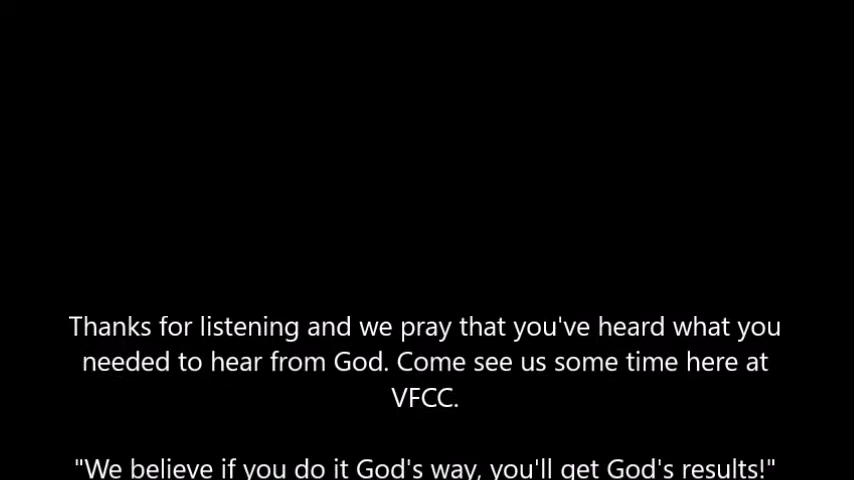 Thanks for listening and we pray that you've heard what you
needed to hear from God. Come see us some time here at
VFCC.
"We believe if you do it God's way, you'll get God's results!"